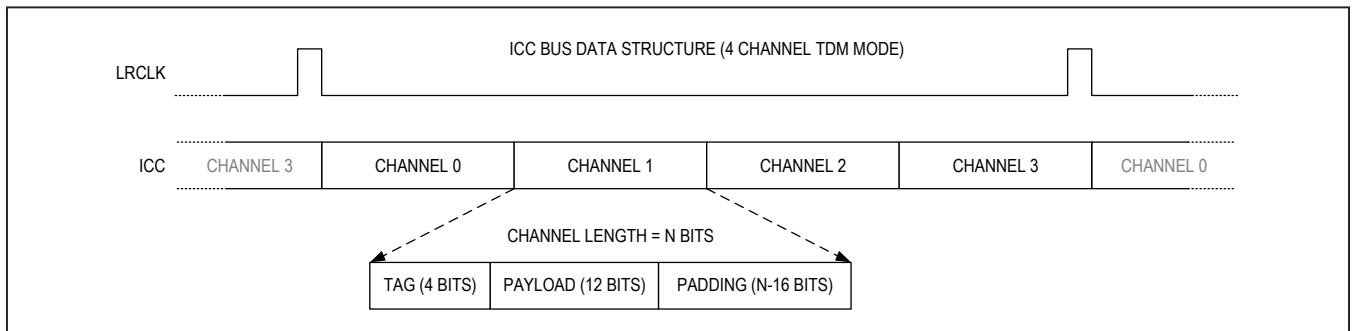 ICC BUS DATA STRUCTURE (4 CHANNEL TDM MODE)
LRCLK
ICC
CHANNEL 3
CHANNEL 0
CHANNEL 1
CHANNEL 2
CHANNEL 3
CHANNEL 0
CHANNEL LENGTH = N BITS
TAG (4 BITS)
PAYLOAD (12 BITS)
PADDING (N-16 BITS)